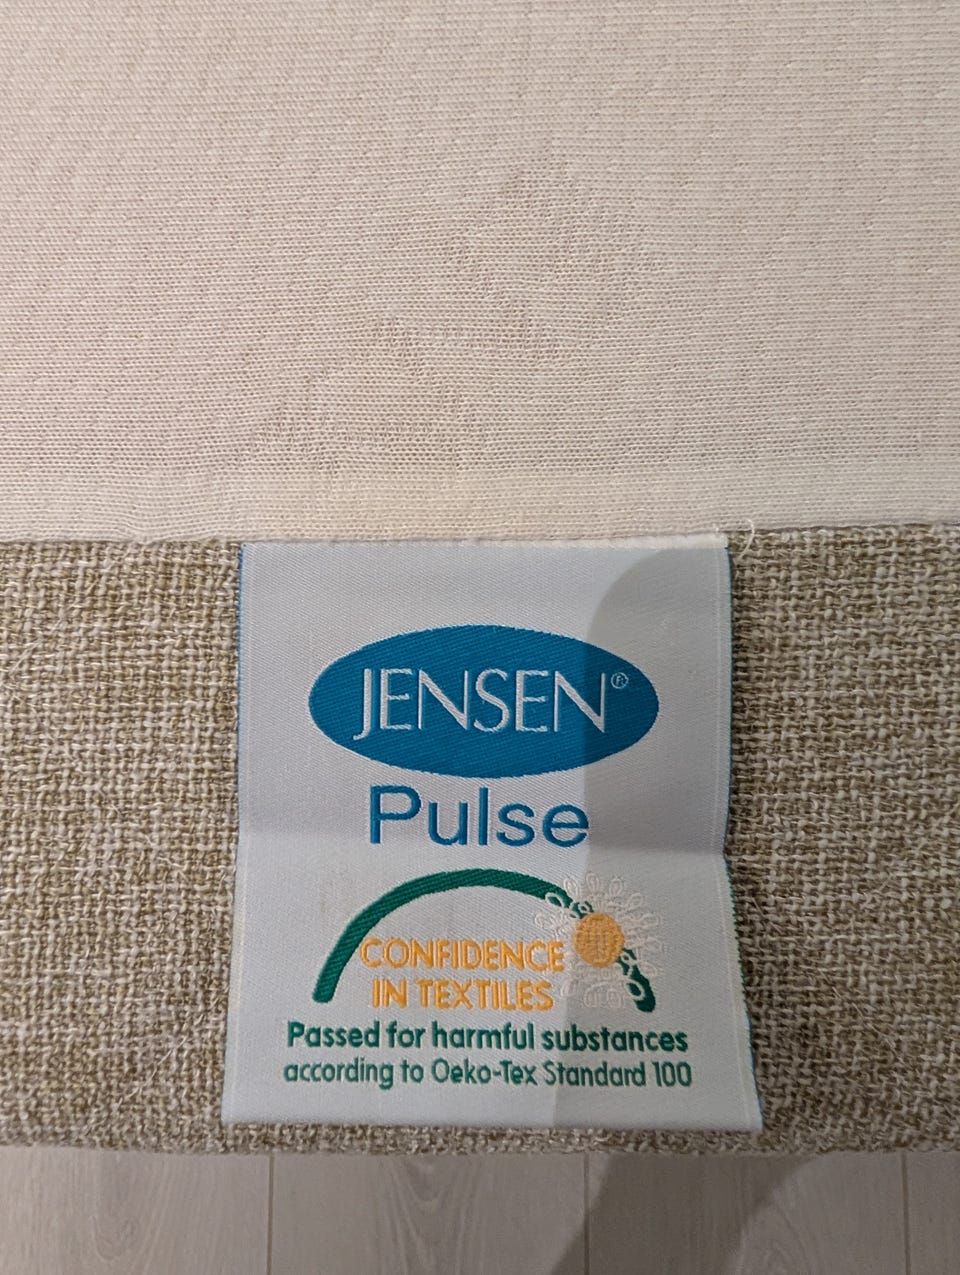 JENSEN®
Pulse
CONFIDENCE
IN TEXTILES
Passed for harmful substances
according to Oeko-Tex Standard 100